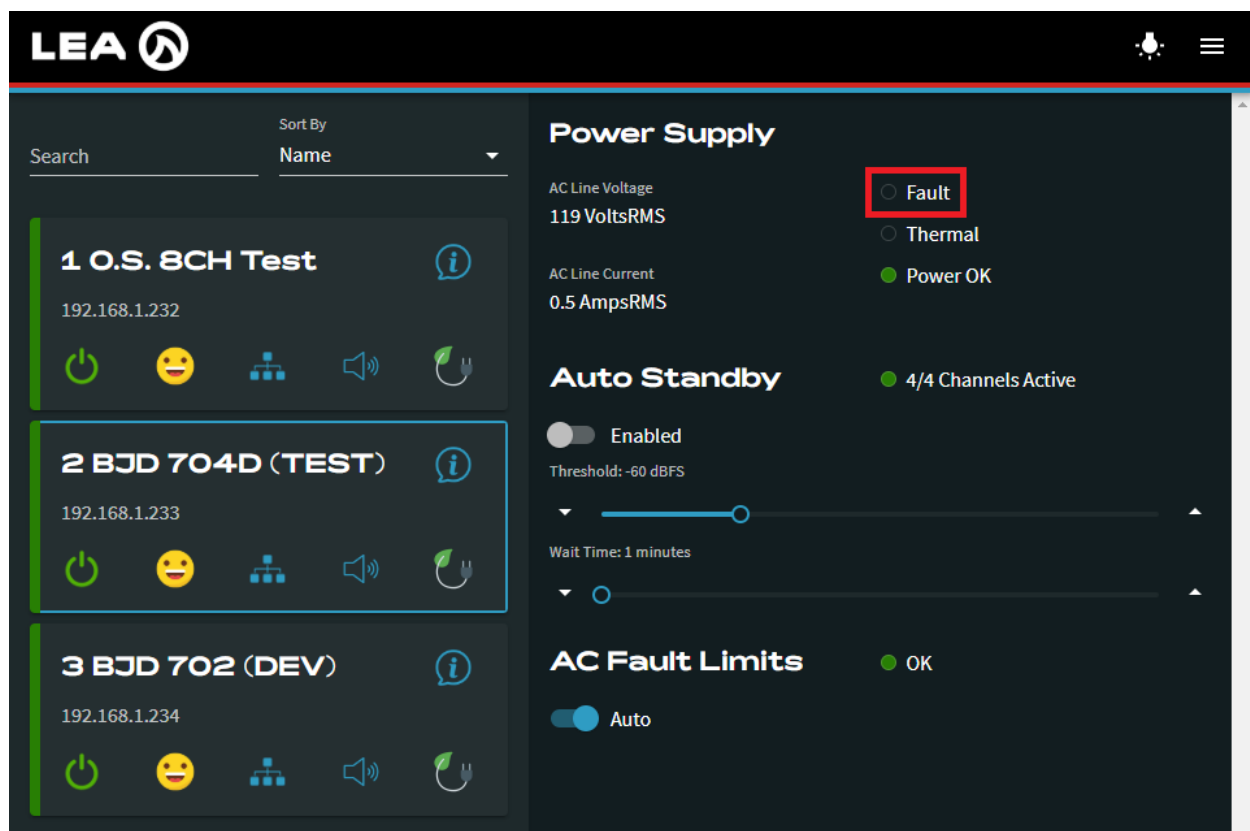 LEA
Search
Sort By
Name
1 O.S. 8CH Test
192.168.1.232
2 BJD 704D (TEST)
192.168.1.233
3 BJD 702 (DEV)
192.168.1.234
Power Supply
AC Line Voltage
119 VoltsRMS
AC Line Current
0.5 AmpsRMS
Fault
Thermal
Power OK
Auto Standby
4/4 Channels Active
Enabled
Threshold: -60 dBFS
Wait Time: 1 minutes
AC Fault Limits
OK
Auto